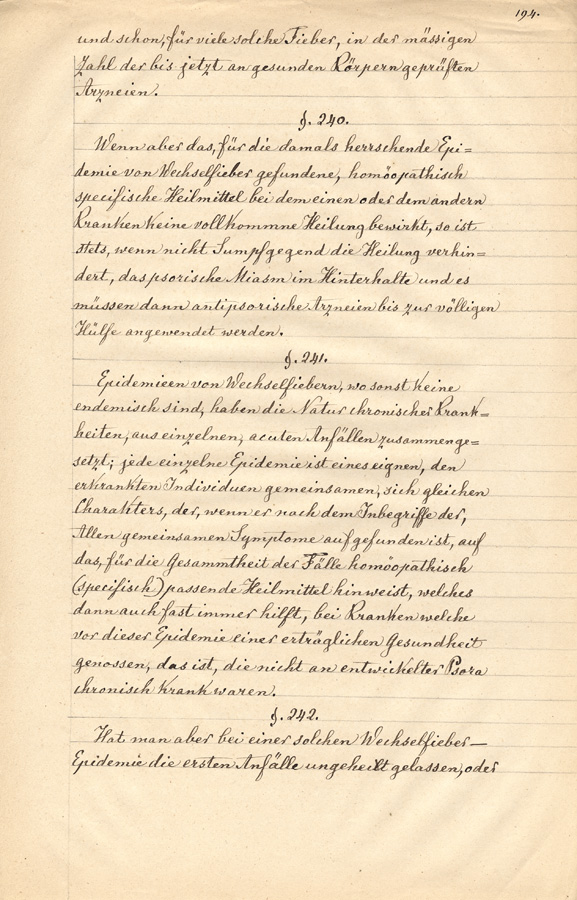 194.
und schon, für viele solche Fieber, in der mässigen
Zahl der bis jetzt an gesunden Körpern geprüften
Arzneien.
§. 240.
Wenn aber das, für die damals herrschende Epi=
demie von Wechselfieber gefundene, homöopathisch
specifische Heilmittel bei dem einen oder dem andern
Kranken keine vollkommne Heilung bewirkt, so ist
stets, wenn nicht Sumpfgegend die Heilung verhin=
dert, das psorische Miasm im Hinterhalte und es
müssen dann antipsorische Arzneien bis zur völligen
Hülfe angewendet werden.
§. 241.
Epidemieen von Wechselfiebern, wo sonst keine
endemisch sind, haben die Natur chronischer Krank=
heiten, aus einzelnen, acuten Anfällen zusammenge=
setzt; jede einzelne Epidemie ist eines eignen, den
erkrankten Individuen gemeinsamen, sich gleichen
Charakters, der, wenn er nach dem Inbegriffe der,
Allen gemeinsamen Symptome aufgefunden ist, auf
das, für die Gesammtheit der Fälle homöopathisch
(specifisch) passende Heilmittel hinweist, welches
dann auch fast immer hilft, bei Kranken welche
vor dieser Epidemie einer erträglichen Gesundheit
genossen, das ist, die nicht an entwickelter Psora
chronisch krank waren.
§. 242.
Hat man aber bei einer solchen Wechselfieber—
Epidemie die ersten Anfälle ungeheilt gelassen, oder